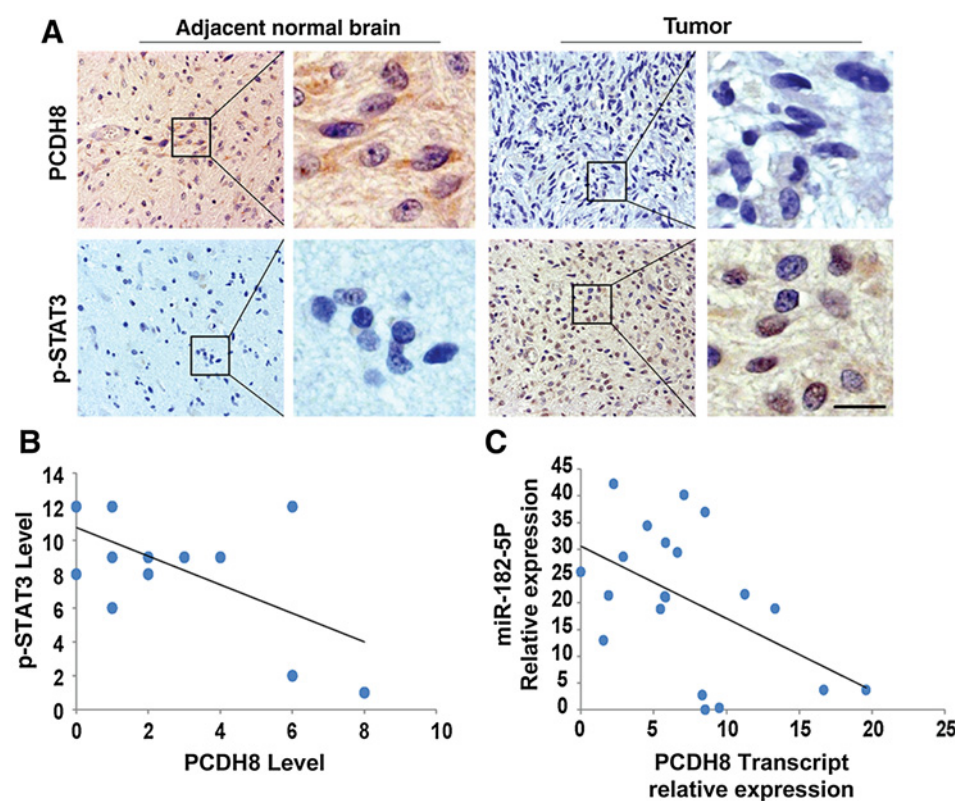 A
Adjacent normal brain
Tumor
PCDH8
p-STAT3
B
14
12
10
8
6
4
2
0
p-STAT3 Level
0 2 4 6 8 10
PCDH8 Level
C
45
40
35
30
25
20
15
10
5
0
miR-182-5P
Relative expression
0 5 10 15 20 25
PCDH8 Transcript
relative expression